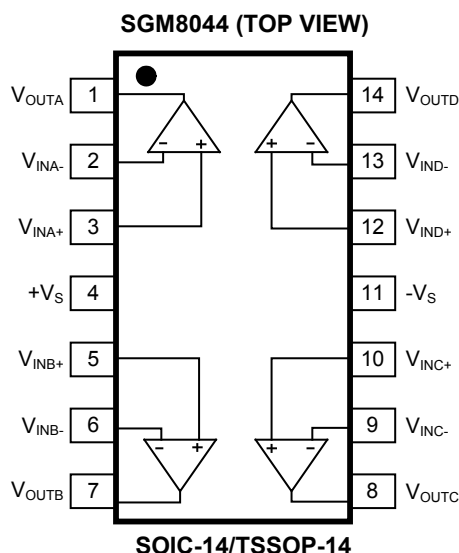 SGM8044 (TOP VIEW)
VOUTA 1 14 VOUTD
- + + -
VINA- 2 13 VIND-
VINA+ 3 12 VIND+
+VS 4 11 -VS
VINB+ 5 10 VINC+
VINB- 6 9 VINC-
- + + -
VOUTB 7 8 VOUTC
SOIC-14/TSSOP-14